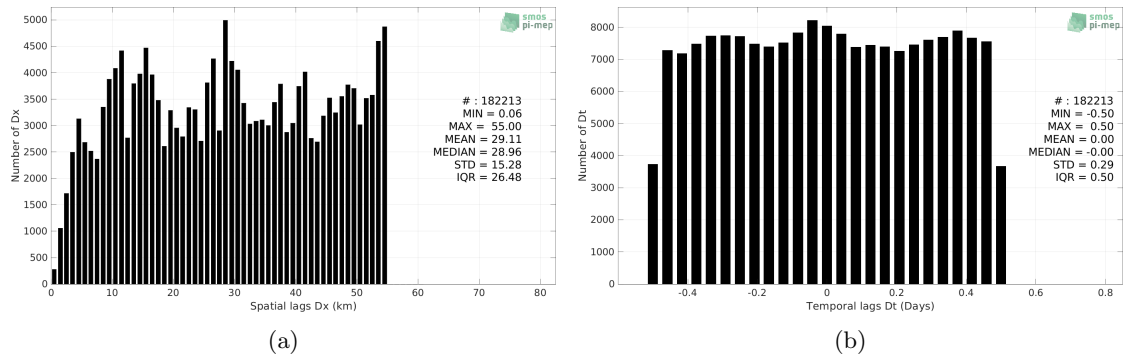 smos
pi-mep
5000
4500
4000
3500
3000
2500
2000
1500
1000
500
0
Number of Dx
# : 182213
MIN = 0.06
MAX = 55.00
MEAN = 29.11
MEDIAN = 28.96
STD = 15.28
IQR = 26.48
0 10 20 30 40 50 60 70 80
Spatial lags Dx (km)
(a)
smos
pi-mep
8000
7000
6000
5000
4000
3000
2000
1000
0
Number of Dt
# : 182213
MIN = -0.50
MAX = 0.50
MEAN = 0.00
MEDIAN = -0.00
STD = 0.29
IQR = 0.50
-0.4 -0.2 0 0.2 0.4 0.6 0.8
Temporal lags Dt (Days)
(b)